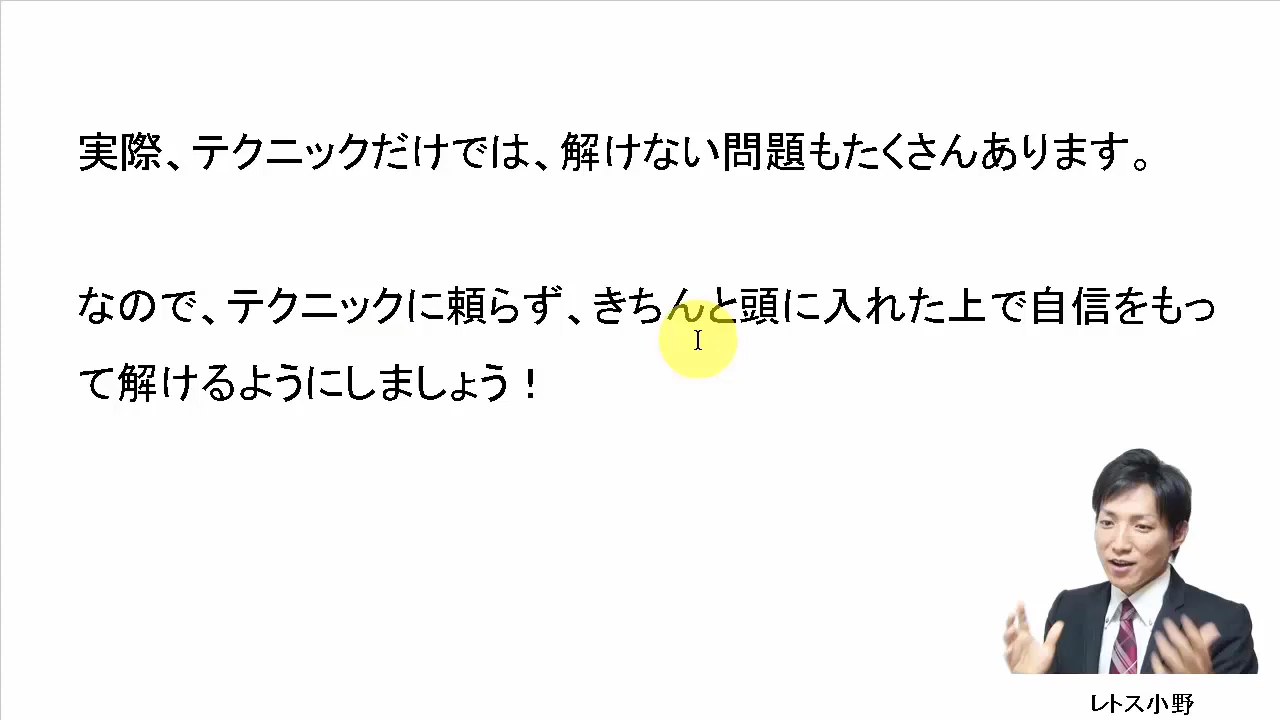 実際、テクニックだけでは、解けない問題もたくさんあります。
なので、テクニックに頼らず、きちんと頭に入れた上で自信をもっ
て解けるようにしましょう！
レトス小野